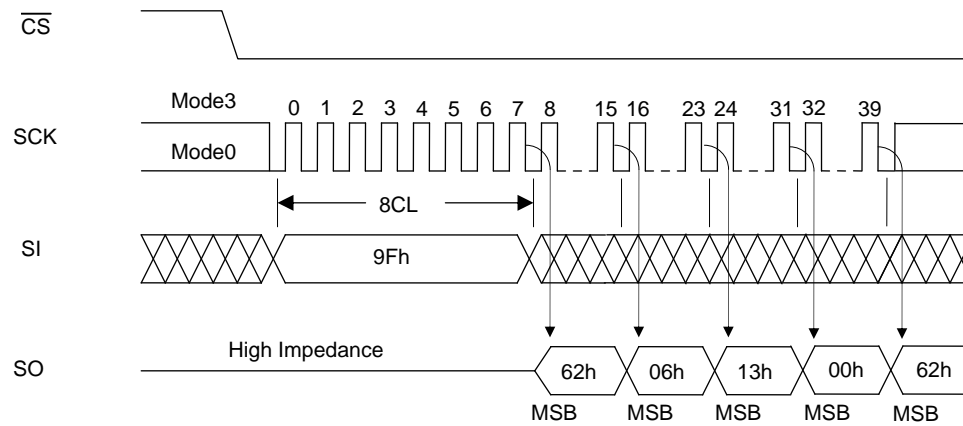 CS
Mode3
0 1 2 3 4 5 6 7 8 15 16 23 24 31 32 39
SCK
Mode0
8CL
SI
9Fh
High Impedance
SO
62h 06h 13h 00h 62h
MSB MSB MSB MSB MSB